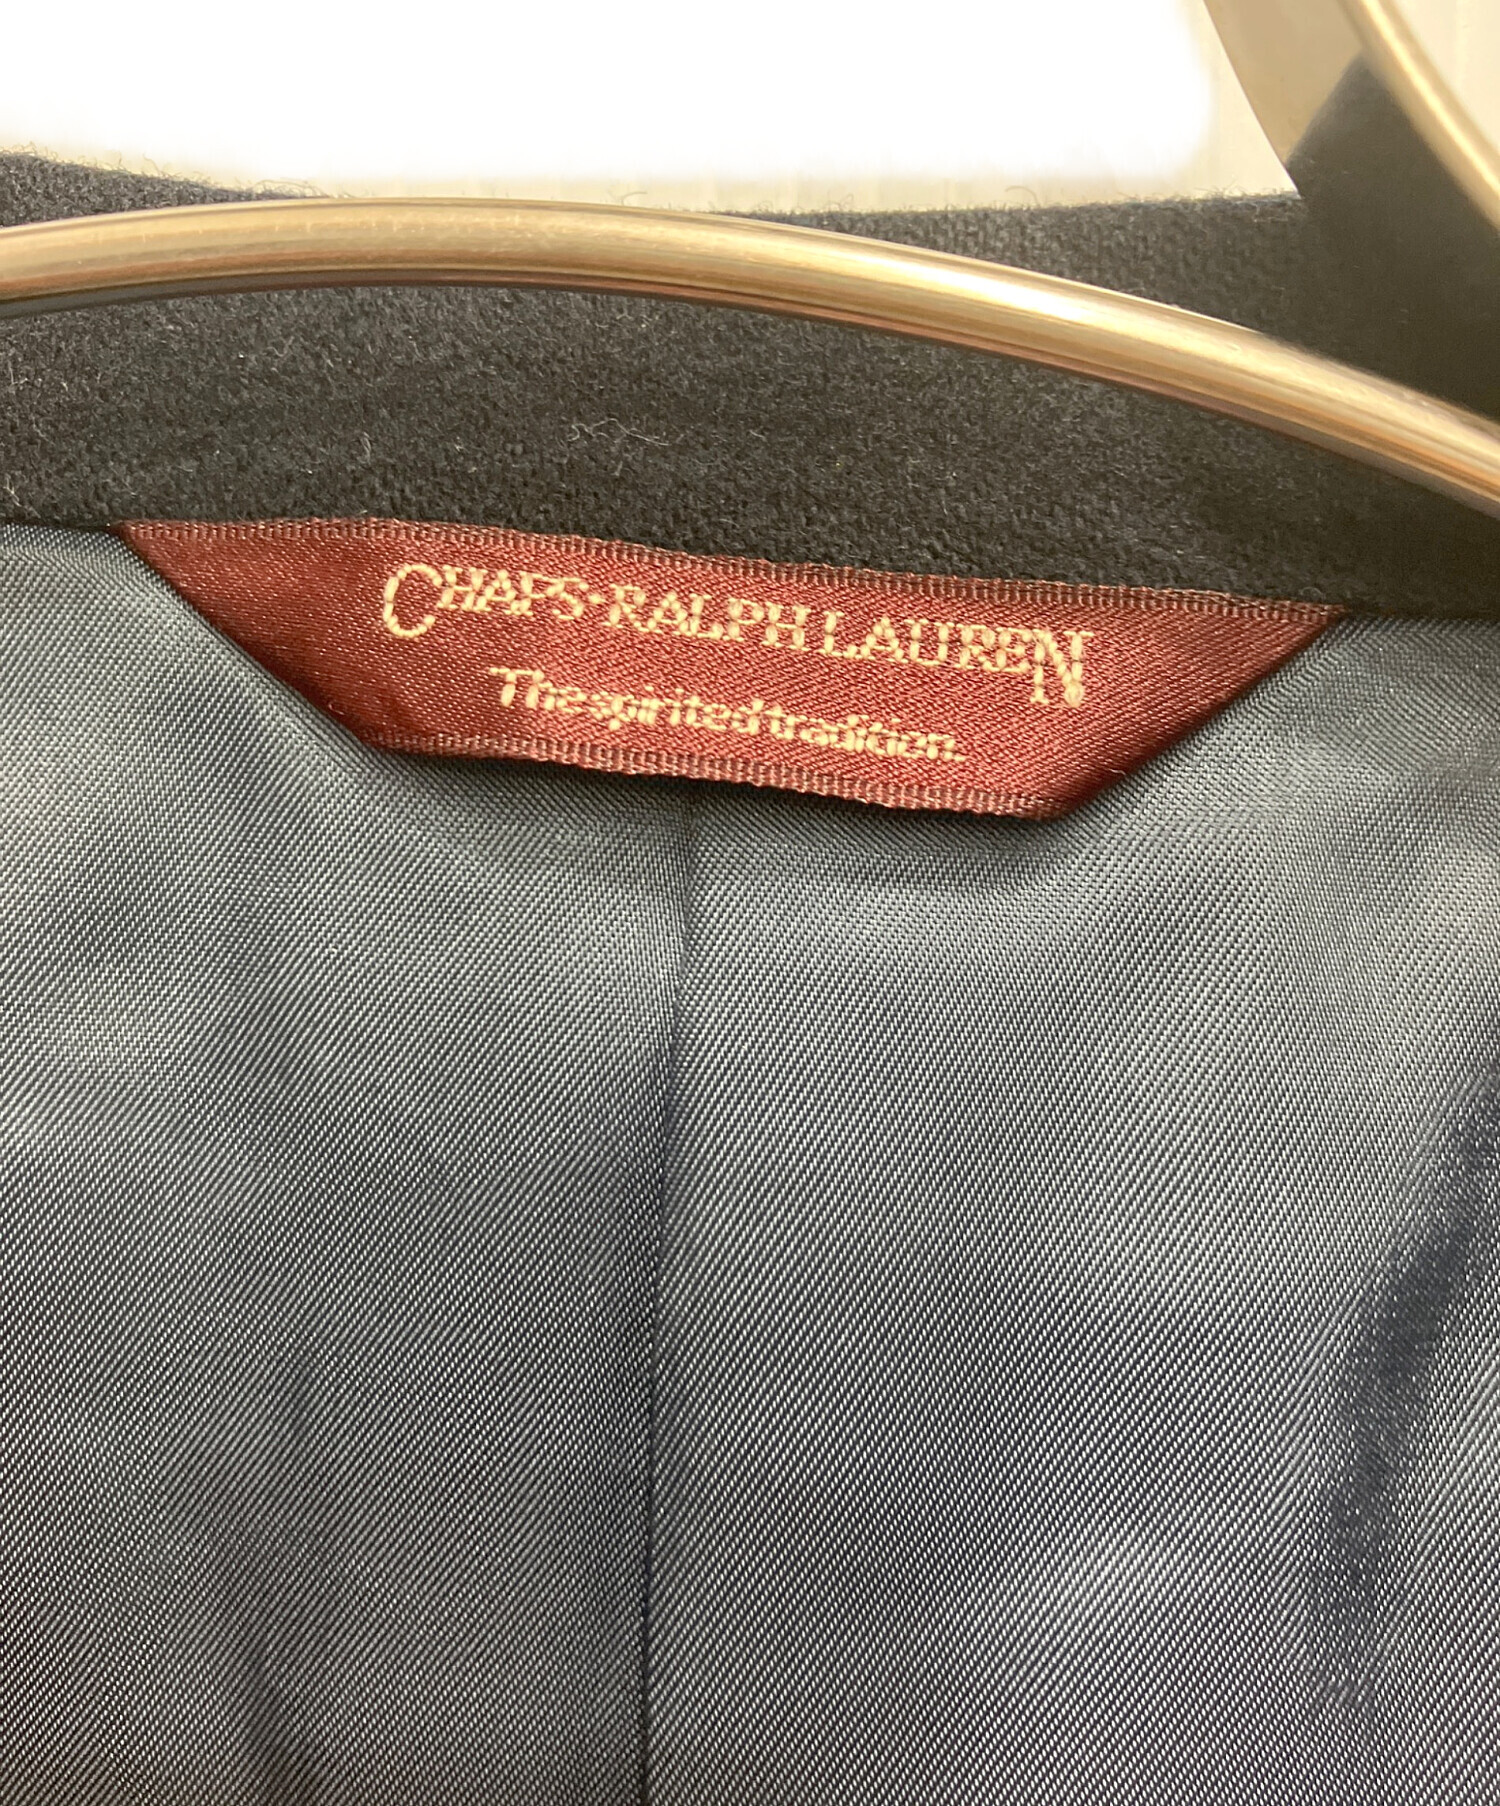 CHAPS·RALPH LAUREN®
The spirited tradition.